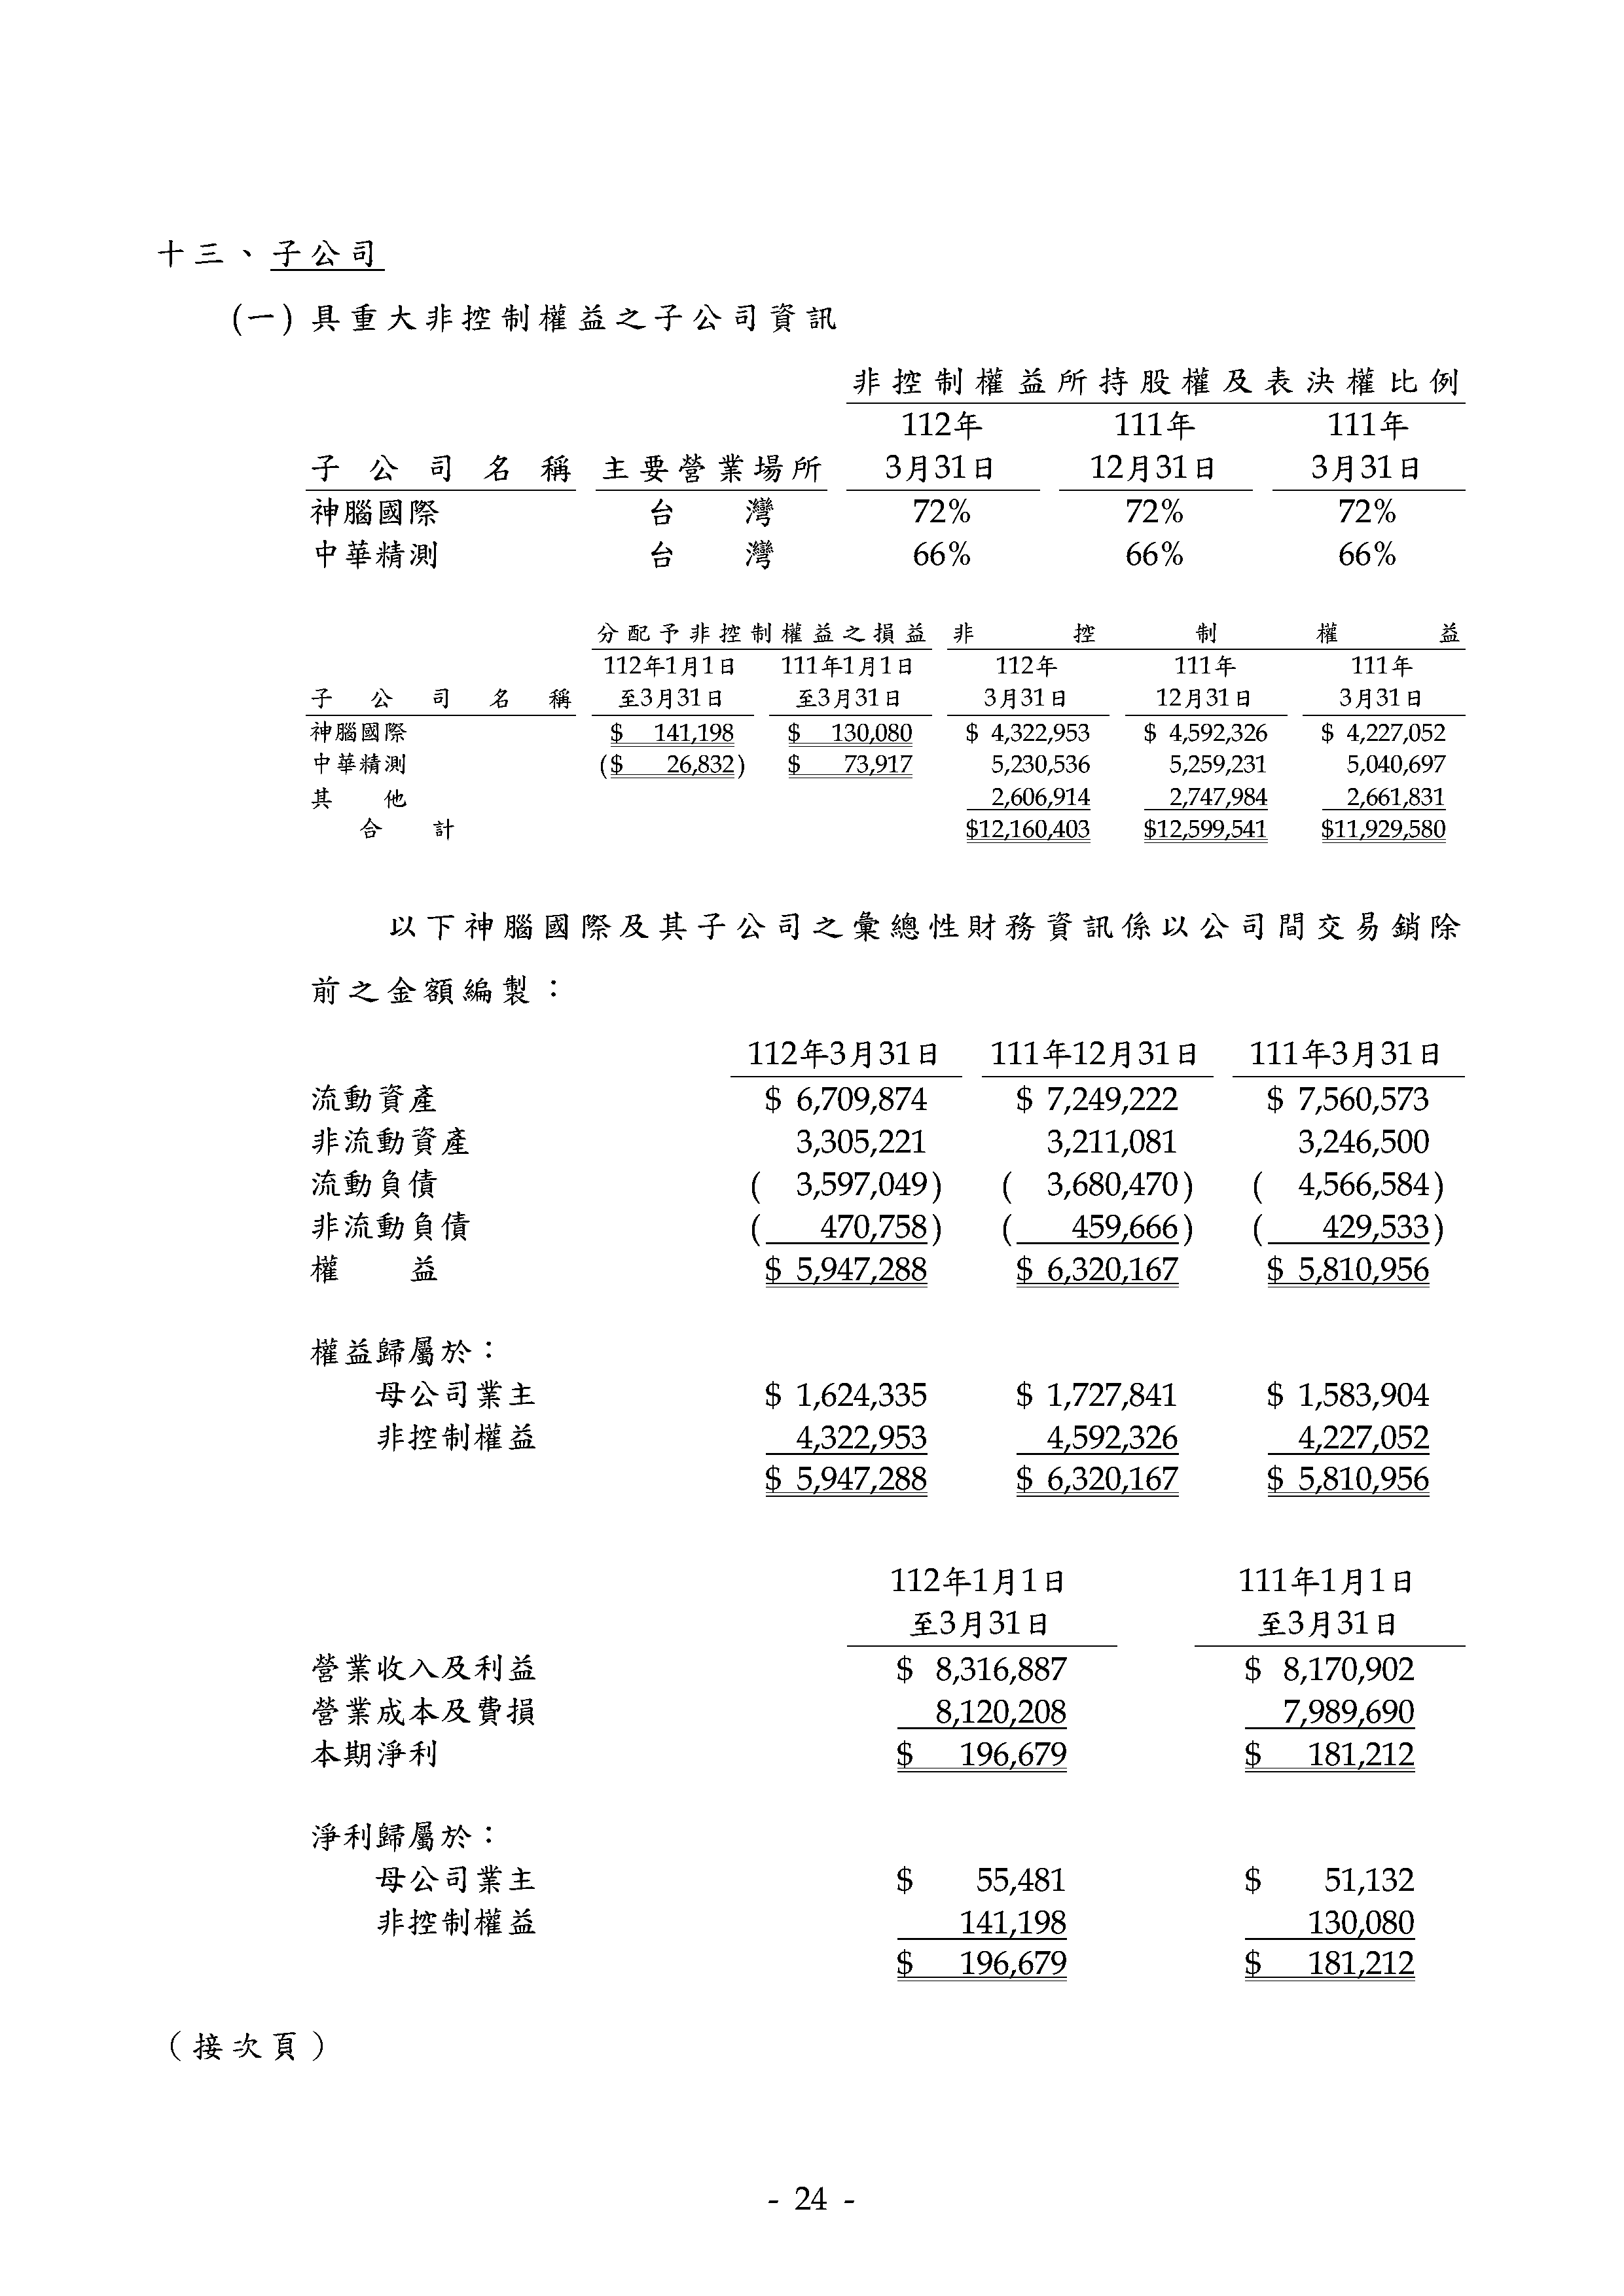 十三、子公司
(一) 具重大非控制權益之子公司資訊
非控制權益所持股權及表決權比例
112年 111年 111年
子公司名稱 主要營業場所 3月31日 12月31日 3月31日
神腦國際 台灣 72% 72% 72%
中華精測 台灣 66% 66% 66%
分配予非控制權益之損益 非控制權益
112年1月1日 111年1月1日 112年 111年 111年
子公司名稱 至3月31日 至3月31日 3月31日 12月31日 3月31日
神腦國際 $ 141,198 $ 130,080 $ 4,322,953 $ 4,592,326 $ 4,227,052
中華精測 ($ 26,832) $ 73,917 5,230,536 5,259,231 5,040,697
其他 2,606,914 2,747,984 2,661,831
合計 $12,160,403 $12,599,541 $11,929,580
以下神腦國際及其子公司之彙總性財務資訊係以公司間交易銷除
前之金額編製：
112年3月31日 111年12月31日 111年3月31日
流動資產 $ 6,709,874 $ 7,249,222 $ 7,560,573
非流動資產 3,305,221 3,211,081 3,246,500
流動負債 ( 3,597,049) ( 3,680,470) ( 4,566,584)
非流動負債 ( 470,758) ( 459,666) ( 429,533)
權益 $ 5,947,288 $ 6,320,167 $ 5,810,956
權益歸屬於：
母公司業主 $ 1,624,335 $ 1,727,841 $ 1,583,904
非控制權益 4,322,953 4,592,326 4,227,052
$ 5,947,288 $ 6,320,167 $ 5,810,956
112年1月1日 111年1月1日
至3月31日 至3月31日
營業收入及利益 $ 8,316,887 $ 8,170,902
營業成本及費損 8,120,208 7,989,690
本期淨利 $ 196,679 $ 181,212
淨利歸屬於：
母公司業主 $ 55,481 $ 51,132
非控制權益 141,198 130,080
$ 196,679 $ 181,212
（接次頁）
- 24 -